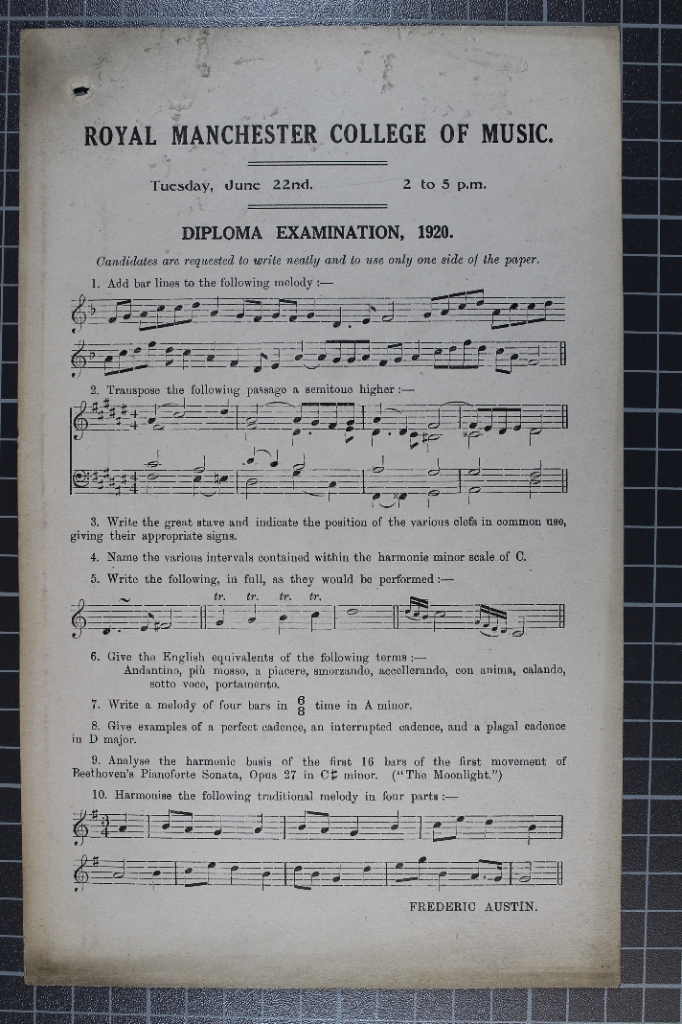 ROYAL MANCHESTER COLLEGE OF MUSIC.
Tuesday, June 22nd. 2 to 5 p.m.
DIPLOMA EXAMINATION, 1920.
Candidates are requested to write neatly and to use only one side of the paper.
1. Add bar lines to the following melody :—
2. Transpose the following passage a semitone higher :—
3. Write the great stave and indicate the position of the various clefs in common use,
giving their appropriate signs.
4. Name the various intervals contained within the harmonic minor scale of C.
5. Write the following, in full, as they would be performed :—
tr. tr. tr. tr.
6. Give the English equivalents of the following terms :—
Andantino, più mosso, a piacere, smorzando, accellerando, con anima, calando,
sotto voce, portamento.
7. Write a melody of four bars in 6/8 time in A minor.
8. Give examples of a perfect cadence, an interrupted cadence, and a plagal cadence
in D major.
9. Analyse the harmonic basis of the first 16 bars of the first movement of
Beethoven's Pianoforte Sonata, Opus 27 in C♯ minor. ("The Moonlight.")
10. Harmonise the following traditional melody in four parts :—
3/4
FREDERIC AUSTIN.